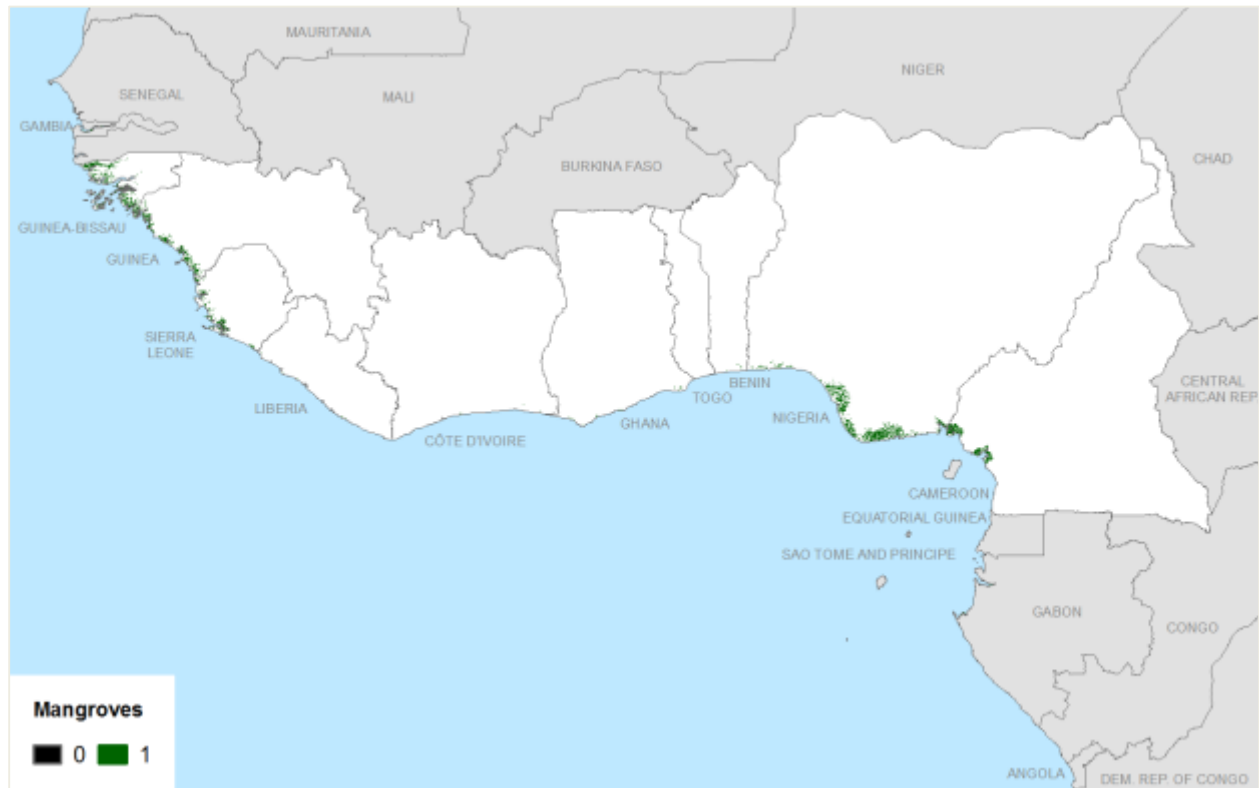 MAURITANIA
NIGER
SENEGAL
MALI
GAMBIA
CHAD
BURKINA FASO
GUINEA-BISSAU
GUINEA
SIERRA
LEONE
BENIN
CENTRAL
AFRICAN REP
TOGO
LIBERIA
NIGERIA
GHANA
CÔTE D'IVOIRE
CAMEROON
EQUATORIAL GUINEA
SAO TOME AND PRINCIPE
GABON
CONGO
Mangroves
0 1
ANGOLA
DEM. REP. OF CONGO